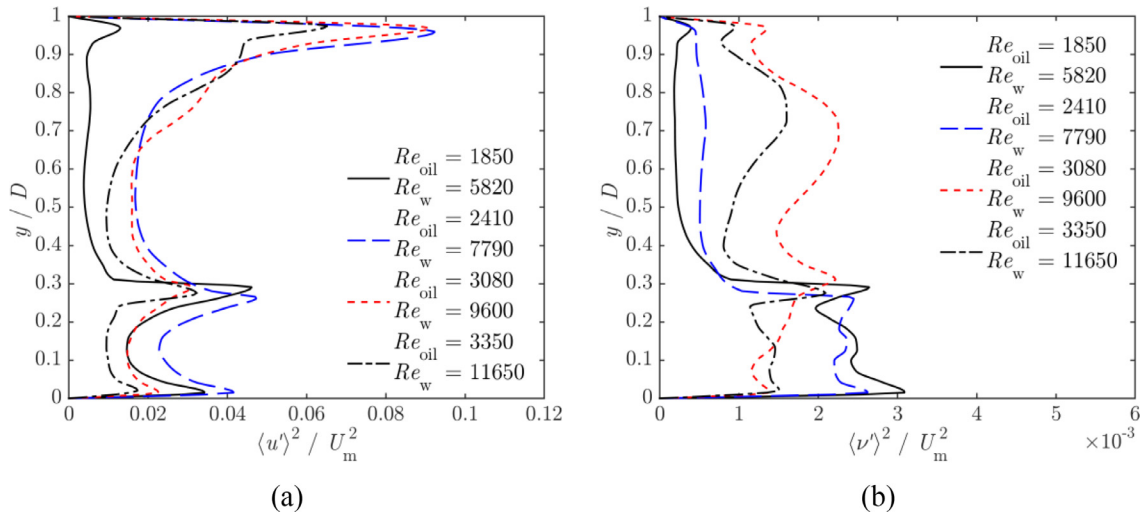 1
0.9
0.8
0.7
0.6
0.5
0.4
0.3
0.2
0.1
0
y / D
Re_oil = 1850
Re_w = 5820
Re_oil = 2410
Re_w = 7790
Re_oil = 3080
Re_w = 9600
Re_oil = 3350
Re_w = 11650
0 0.02 0.04 0.06 0.08 0.1 0.12
⟨u'⟩² / U_m²
(a)
1
0.9
0.8
0.7
0.6
0.5
0.4
0.3
0.2
0.1
0
y / D
Re_oil = 1850
Re_w = 5820
Re_oil = 2410
Re_w = 7790
Re_oil = 3080
Re_w = 9600
Re_oil = 3350
Re_w = 11650
0 1 2 3 4 5 6
⟨ν'⟩² / U_m² ×10⁻³
(b)